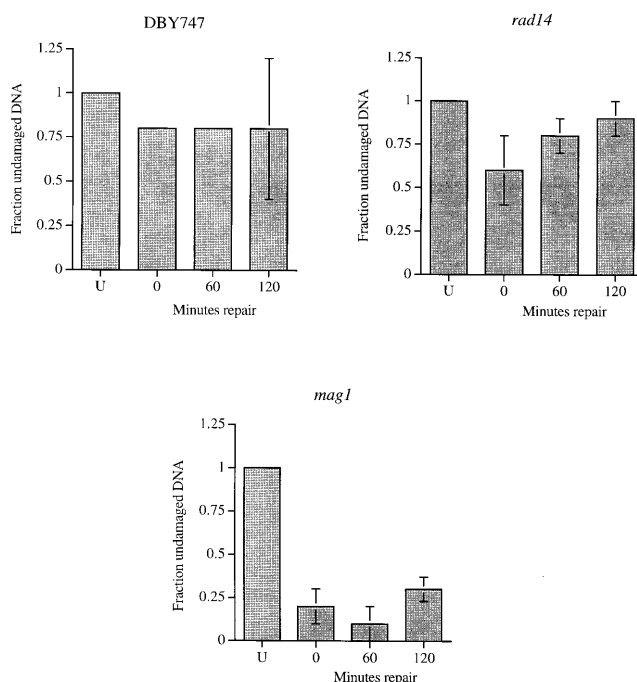 DBY747
Fraction undamaged DNA
1.25
1
0.75
0.5
0.25
0
U 0 60 120
Minutes repair
rad14
Fraction undamaged DNA
1.25
1
0.75
0.5
0.25
0
U 0 60 120
Minutes repair
mag1
Fraction undamaged DNA
1.25
1
0.75
0.5
0.25
0
U 0 60 120
Minutes repair